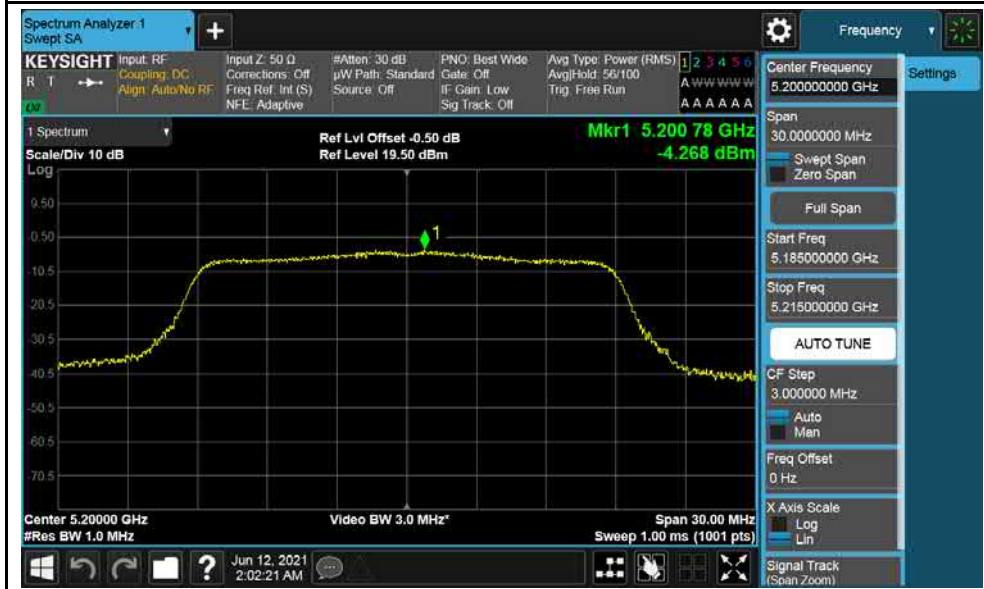 Spectrum Analyzer 1
Swept SA
Frequency
KEYSIGHT
R T
Input: RF
Coupling: DC
Align: Auto/No RF
Input Z: 50 Ω
Corrections: Off
Freq Ref: Int (S)
NFE: Adaptive
#Atten: 30 dB
µW Path: Standard
Source: Off
PNO: Best Wide
Gate: Off
IF Gain: Low
Sig Track: Off
Avg Type: Power (RMS)
Avg|Hold: 56/100
Trig: Free Run
1 2 3 4 5 6
A W W W W W
A A A A A A
1 Spectrum
Scale/Div 10 dB
Log
Ref Lvl Offset -0.50 dB
Ref Level 19.50 dBm
Mkr1 5.200 78 GHz
-4.268 dBm
9.50
-0.50
-10.5
-20.5
-30.5
-40.5
-50.5
-60.5
-70.5
1
Center 5.20000 GHz
#Res BW 1.0 MHz
Video BW 3.0 MHz*
Span 30.00 MHz
Sweep 1.00 ms (1001 pts)
Jun 12, 2021
2:02:21 AM
Center Frequency
5.200000000 GHz
Settings
Span
30.0000000 MHz
Swept Span
Zero Span
Full Span
Start Freq
5.185000000 GHz
Stop Freq
5.215000000 GHz
AUTO TUNE
CF Step
3.000000 MHz
Auto
Man
Freq Offset
0 Hz
X Axis Scale
Log
Lin
Signal Track
(Span Zoom)